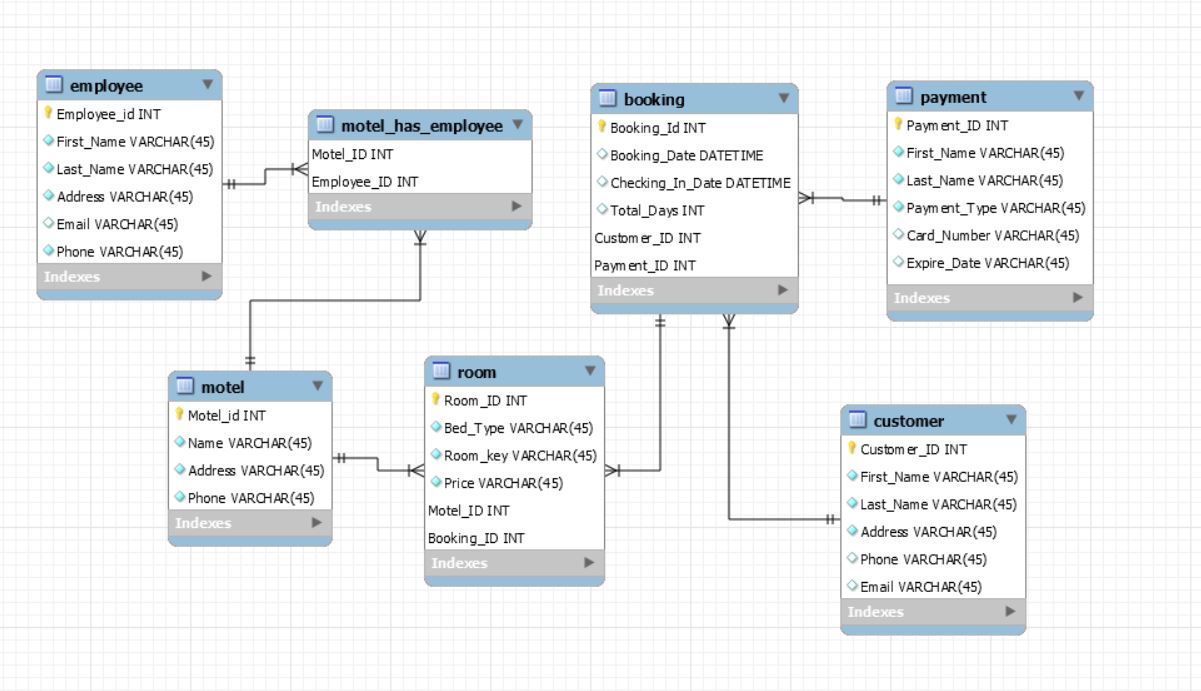 employee
Employee_id INT
First_Name VARCHAR(45)
Last_Name VARCHAR(45)
Address VARCHAR(45)
Email VARCHAR(45)
Phone VARCHAR(45)
Indexes
motel_has_employee
Motel_ID INT
Employee_ID INT
Indexes
booking
Booking_Id INT
Booking_Date DATETIME
Checking_In_Date DATETIME
Total_Days INT
Customer_ID INT
Payment_ID INT
Indexes
payment
Payment_ID INT
First_Name VARCHAR(45)
Last_Name VARCHAR(45)
Payment_Type VARCHAR(45)
Card_Number VARCHAR(45)
Expire_Date VARCHAR(45)
Indexes
motel
Motel_id INT
Name VARCHAR(45)
Address VARCHAR(45)
Phone VARCHAR(45)
Indexes
room
Room_ID INT
Bed_Type VARCHAR(45)
Room_key VARCHAR(45)
Price VARCHAR(45)
Motel_ID INT
Booking_ID INT
Indexes
customer
Customer_ID INT
First_Name VARCHAR(45)
Last_Name VARCHAR(45)
Address VARCHAR(45)
Phone VARCHAR(45)
Email VARCHAR(45)
Indexes